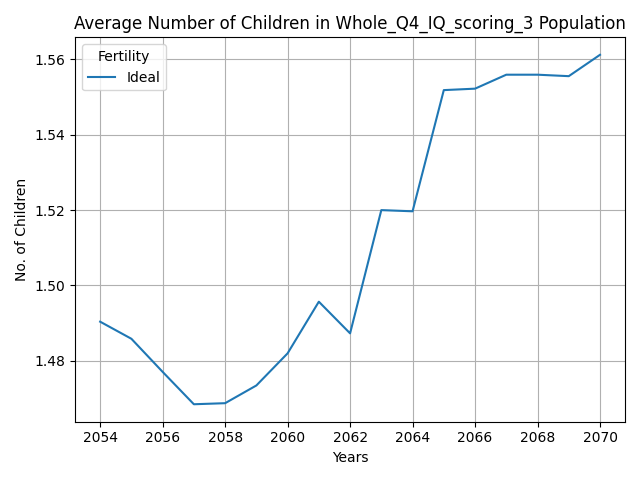 Average Number of Children in Whole_Q4_IQ_scoring_3 Population
Fertility
Ideal
No. of Children
1.56
1.54
1.52
1.50
1.48
2054 2056 2058 2060 2062 2064 2066 2068 2070
Years